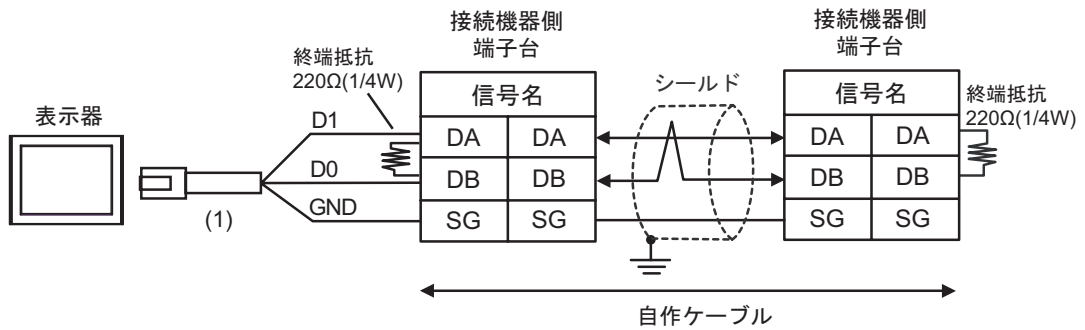 表示器
(1)
D1
D0
GND
終端抵抗
220Ω(1/4W)
接続機器側
端子台
信号名
DA DA
DB DB
SG SG
シールド
接続機器側
端子台
信号名
DA DA
DB DB
SG SG
終端抵抗
220Ω(1/4W)
自作ケーブル